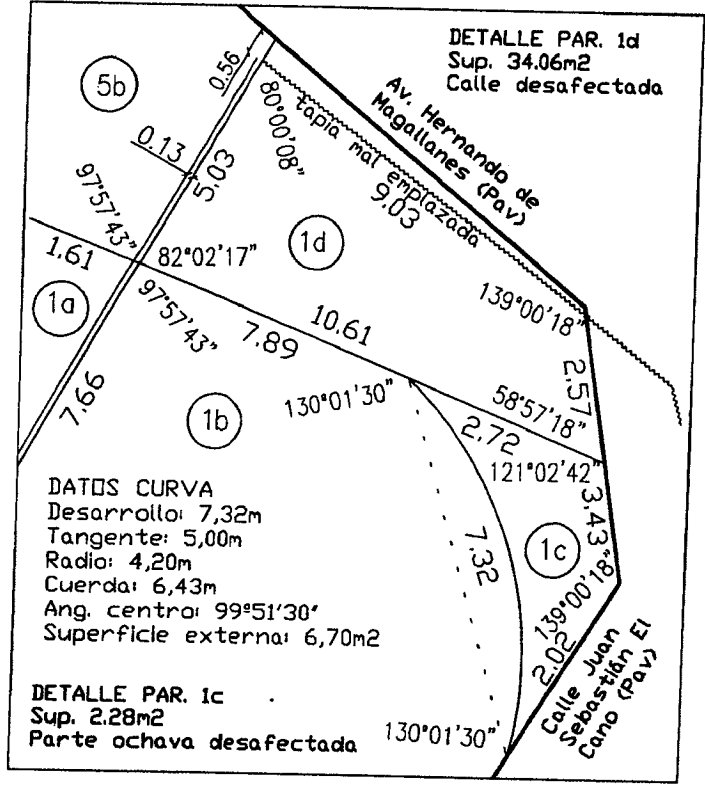 DETALLE PAR. 1d
Sup. 34.06m2
Calle desafectada
5b
0.56
Av. Hernando de
Magallanes (Pav)
80°00'08"
tapia mal emplazada
9.03
0.13
5.03
97°57'43"
1d
82°02'17"
1.61
1a
97°57'43"
139°00'18"
10.61
7.89
2.57
7.66
130°01'30"
58°57'18"
1b
2.72
121°02'42"
3.43
DATOS CURVA
Desarrollo: 7,32m
Tangente: 5,00m
Radio: 4,20m
Cuerda: 6,43m
Ang. centro: 99º51'30"
Superficie externa: 6,70m2
7.32
1c
139°00'18"
2.02
Calle Juan
Sebastián El
Cano (Pav)
DETALLE PAR. 1c
Sup. 2.28m2
Parte ochava desafectada
130°01'30"